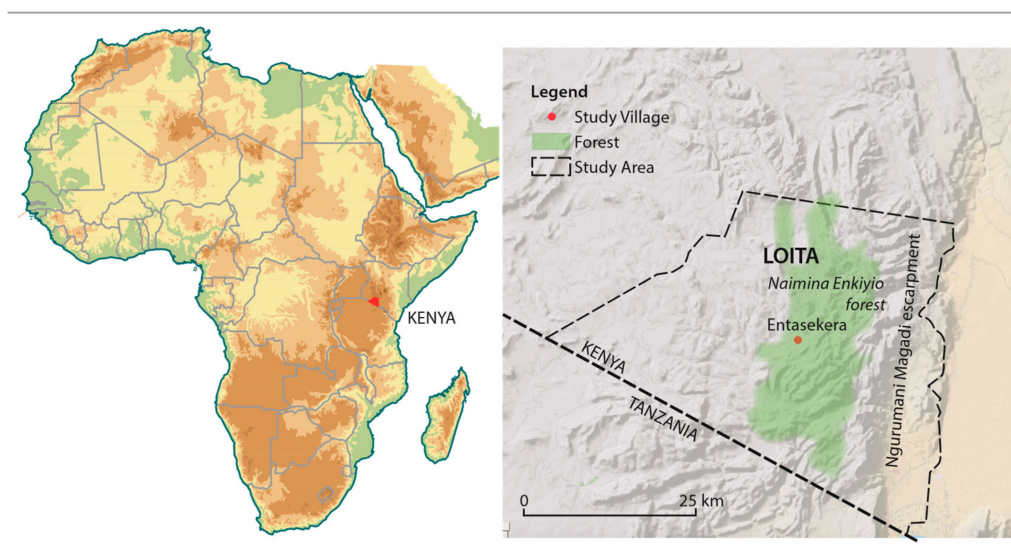 KENYA
Legend
Study Village
Forest
Study Area
LOITA
Naimina Enkiyio
forest
Entasekera
Ngurumani Magadi escarpment
KENYA
TANZANIA
0
25 km